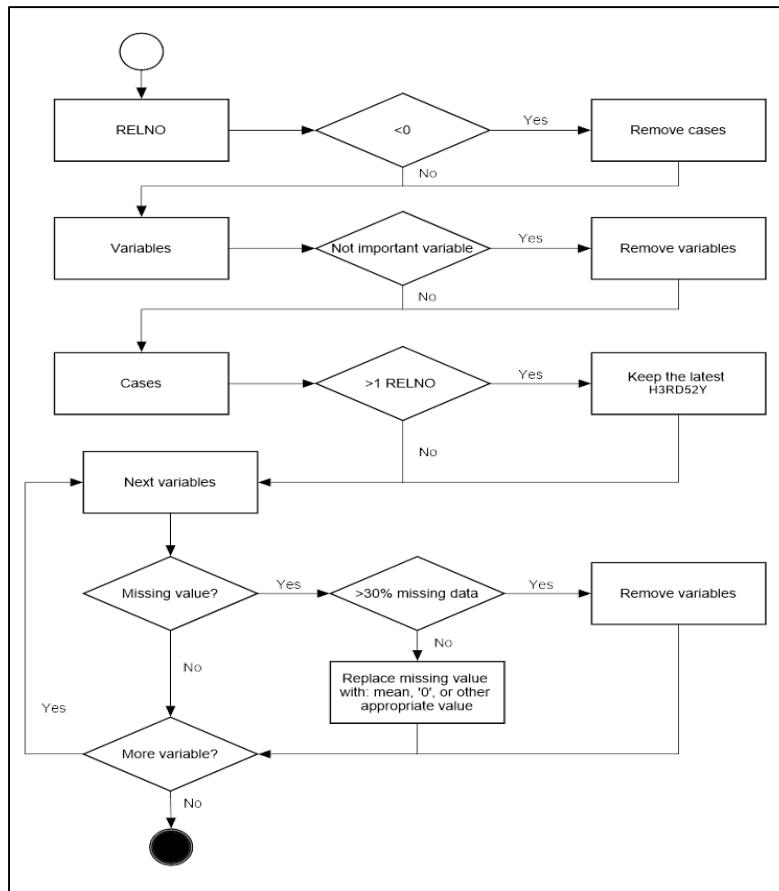 RELNO
<0
Yes
Remove cases
No
Variables
Not important variable
Yes
Remove variables
No
Cases
>1 RELNO
Yes
Keep the latest
H3RD52Y
No
Next variables
Missing value?
Yes
>30% missing data
Yes
Remove variables
No
No
Replace missing value
with: mean, '0', or other
appropriate value
Yes
More variable?
No